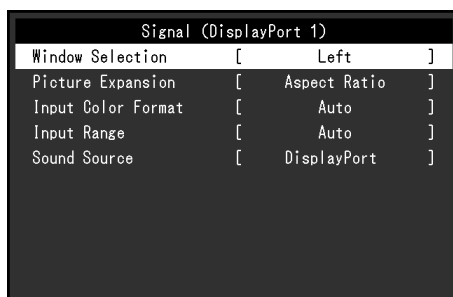 Signal (DisplayPort 1)
Window Selection [ Left ]
Picture Expansion [ Aspect Ratio ]
Input Color Format [ Auto ]
Input Range [ Auto ]
Sound Source [ DisplayPort ]